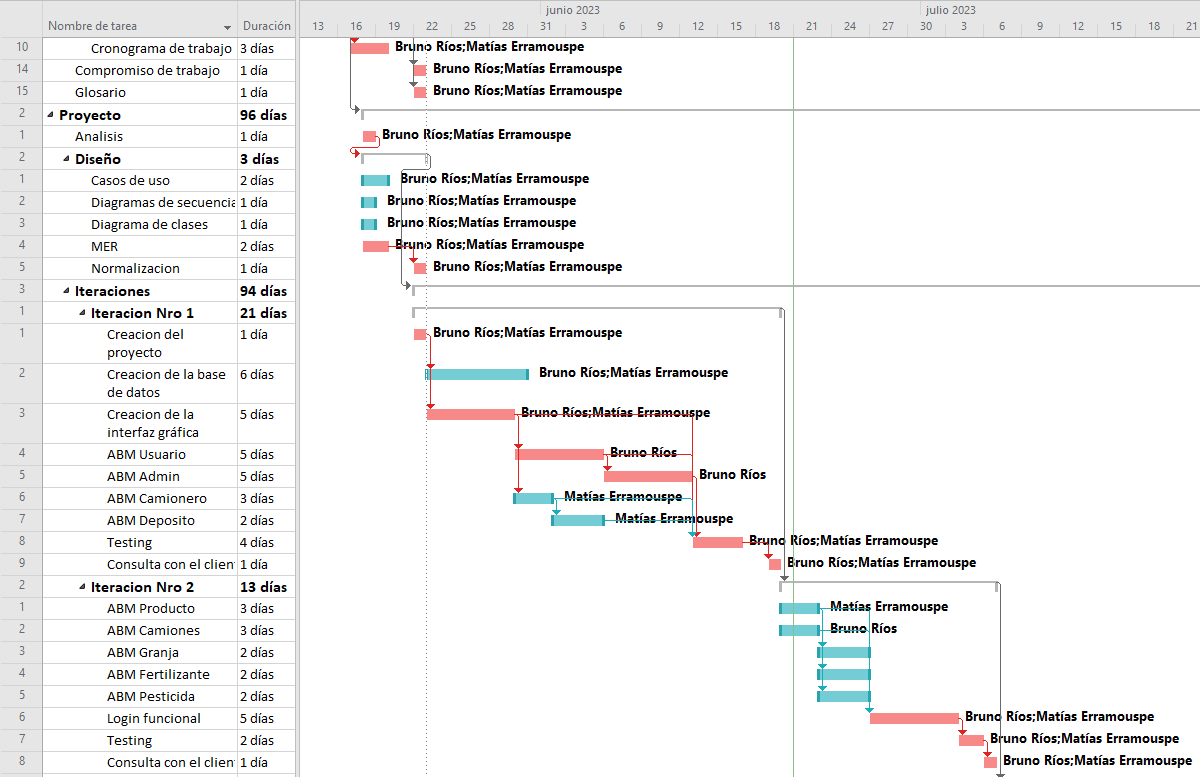 junio 2023 julio 2023
Nombre de tarea Duración 13 16 19 22 25 28 31 3 6 9 12 15 18 21 24 27 30 3 6 9 12 15 18 21
10 Cronograma de trabajo 3 días Bruno Ríos;Matías Erramouspe
14 Compromiso de trabajo 1 día Bruno Ríos;Matías Erramouspe
15 Glosario 1 día Bruno Ríos;Matías Erramouspe
2 Proyecto 96 días
1 Analisis 1 día Bruno Ríos;Matías Erramouspe
2 Diseño 3 días
1 Casos de uso 2 días Bruno Ríos;Matías Erramouspe
2 Diagramas de secuencia 1 día Bruno Ríos;Matías Erramouspe
3 Diagrama de clases 1 día Bruno Ríos;Matías Erramouspe
4 MER 2 días Bruno Ríos;Matías Erramouspe
5 Normalizacion 1 día Bruno Ríos;Matías Erramouspe
3 Iteraciones 94 días
1 Iteracion Nro 1 21 días
1 Creacion del 1 día Bruno Ríos;Matías Erramouspe
proyecto
2 Creacion de la base 6 días Bruno Ríos;Matías Erramouspe
de datos
3 Creacion de la 5 días Bruno Ríos;Matías Erramouspe
interfaz gráfica
4 ABM Usuario 5 días Bruno Ríos
5 ABM Admin 5 días Bruno Ríos
6 ABM Camionero 3 días Matías Erramouspe
7 ABM Deposito 2 días Matías Erramouspe
8 Testing 4 días Bruno Ríos;Matías Erramouspe
9 Consulta con el clien 1 día Bruno Ríos;Matías Erramouspe
2 Iteracion Nro 2 13 días
1 ABM Producto 3 días Matías Erramouspe
2 ABM Camiones 3 días Bruno Ríos
3 ABM Granja 2 días
4 ABM Fertilizante 2 días
5 ABM Pesticida 2 días
6 Login funcional 5 días Bruno Ríos;Matías Erramouspe
7 Testing 2 días Bruno Ríos;Matías Erramouspe
8 Consulta con el clien 1 día Bruno Ríos;Matías Erramouspe